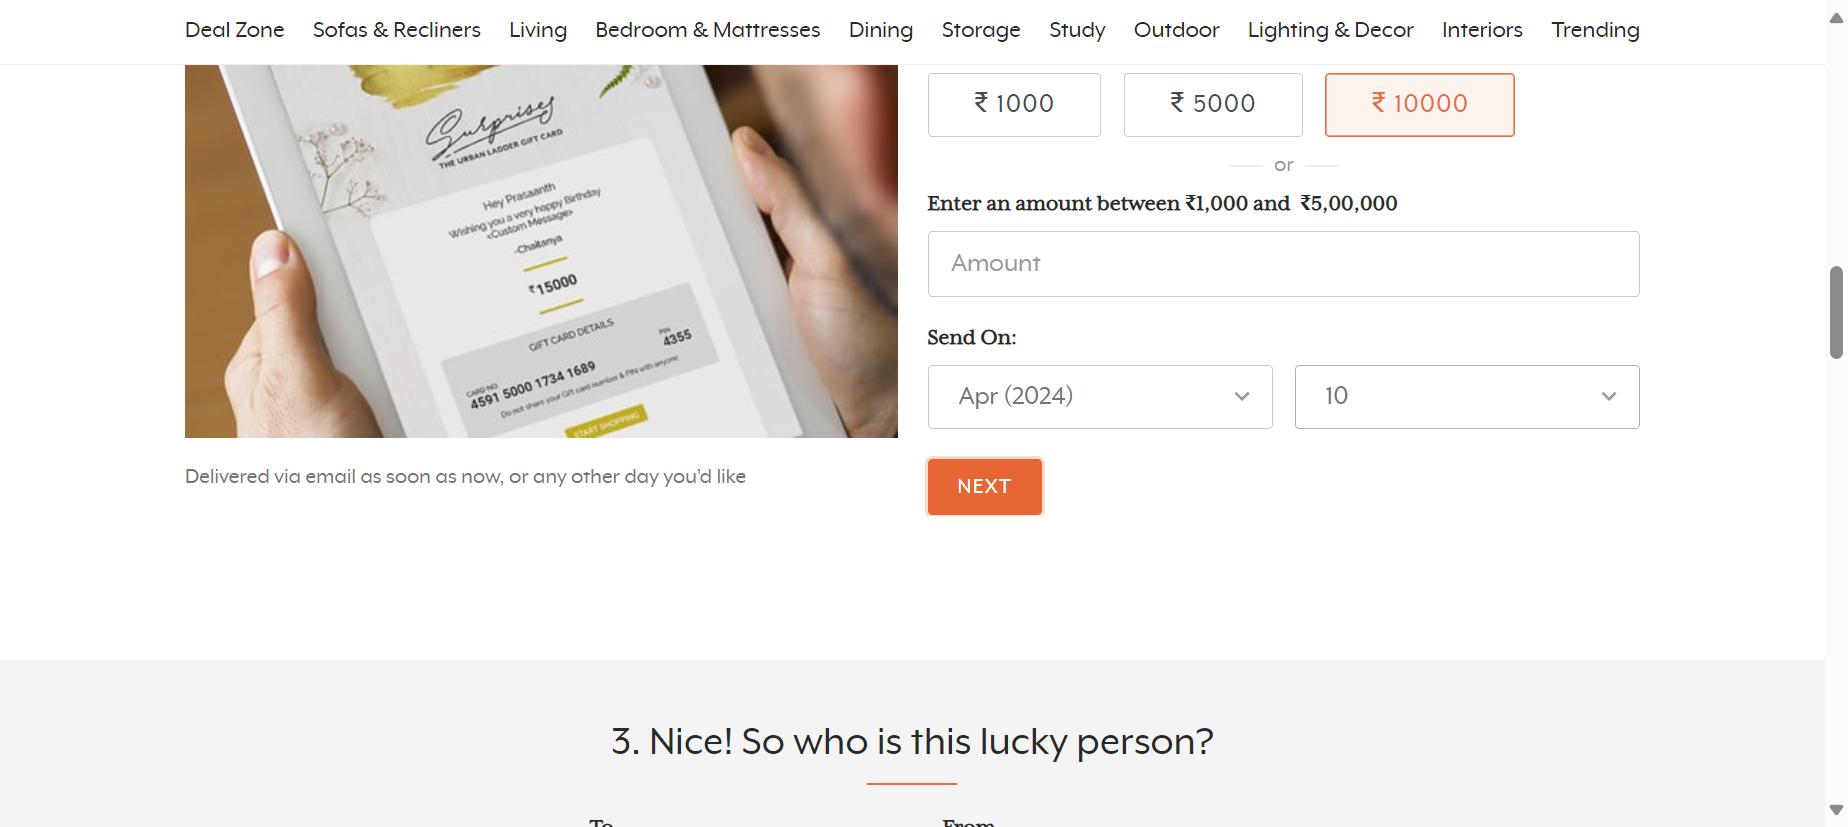 Deal Zone Sofas & Recliners Living Bedroom & Mattresses Dining Storage Study Outdoor Lighting & Decor Interiors Trending
Surprises
THE URBAN LADDER GIFT CARD
Hey Prasaanth
Wishing you a very happy Birthday
<Custom Message>
-Chaitanya
₹15000
GIFT CARD DETAILS
CARD NO.
4591 5000 1734 1689
PIN
4355
Do not share your Gift card number & PIN with anyone
START SHOPPING
Delivered via email as soon as now, or any other day you’d like
₹ 1000 ₹ 5000 ₹ 10000
or
Enter an amount between ₹1,000 and ₹5,00,000
Amount
Send On:
Apr (2024) 10
NEXT
3. Nice! So who is this lucky person?
To From